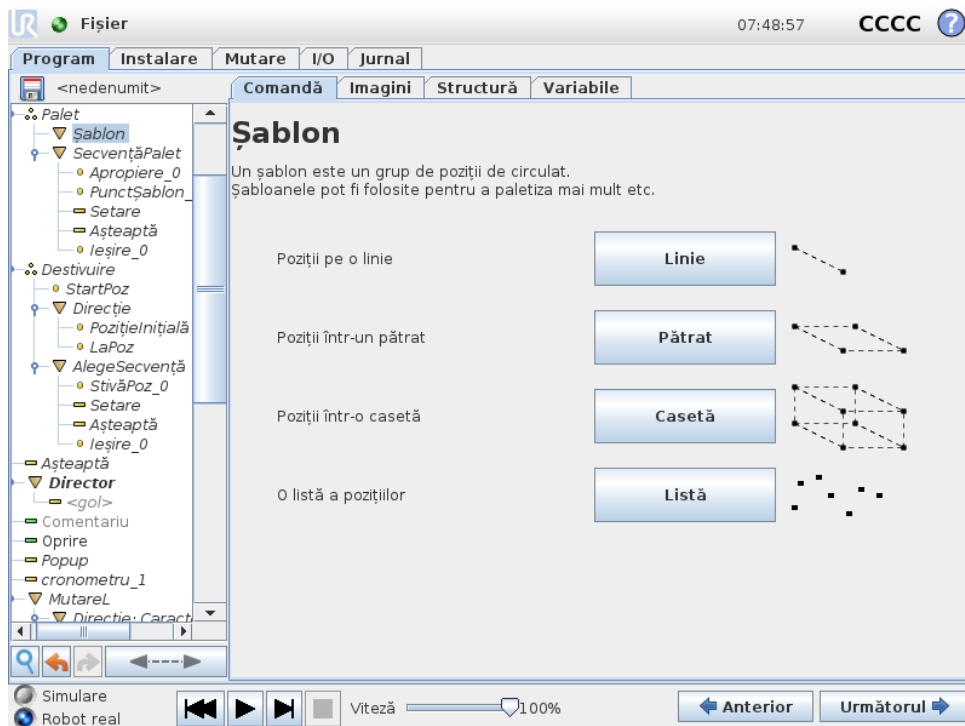 UR Fișier 07:48:57 CCCC ?
Program Instalare Mutare I/O Jurnal
<nedenumit>
Palet
Șablon
SecvențăPalet
Apropiere_0
PunctȘablon_
Setare
Așteaptă
Ieșire_0
Destivuire
StartPoz
Direcție
PozițieInițială
LaPoz
AlegeSecvență
StivăPoz_0
Setare
Așteaptă
Ieșire_0
Așteaptă
Director
<gol>
Comentariu
Oprire
Popup
cronometru_1
MutareL
Direcție: Caract
Comandă Imagini Structură Variabile
Șablon
Un șablon este un grup de poziții de circulat.
Șabloanele pot fi folosite pentru a paletiza mai mult etc.
Poziții pe o linie Linie
Poziții într-un pătrat Pătrat
Poziții într-o casetă Casetă
O listă a pozițiilor Listă
Simulare
Robot real
Viteză 100%
Anterior Următorul